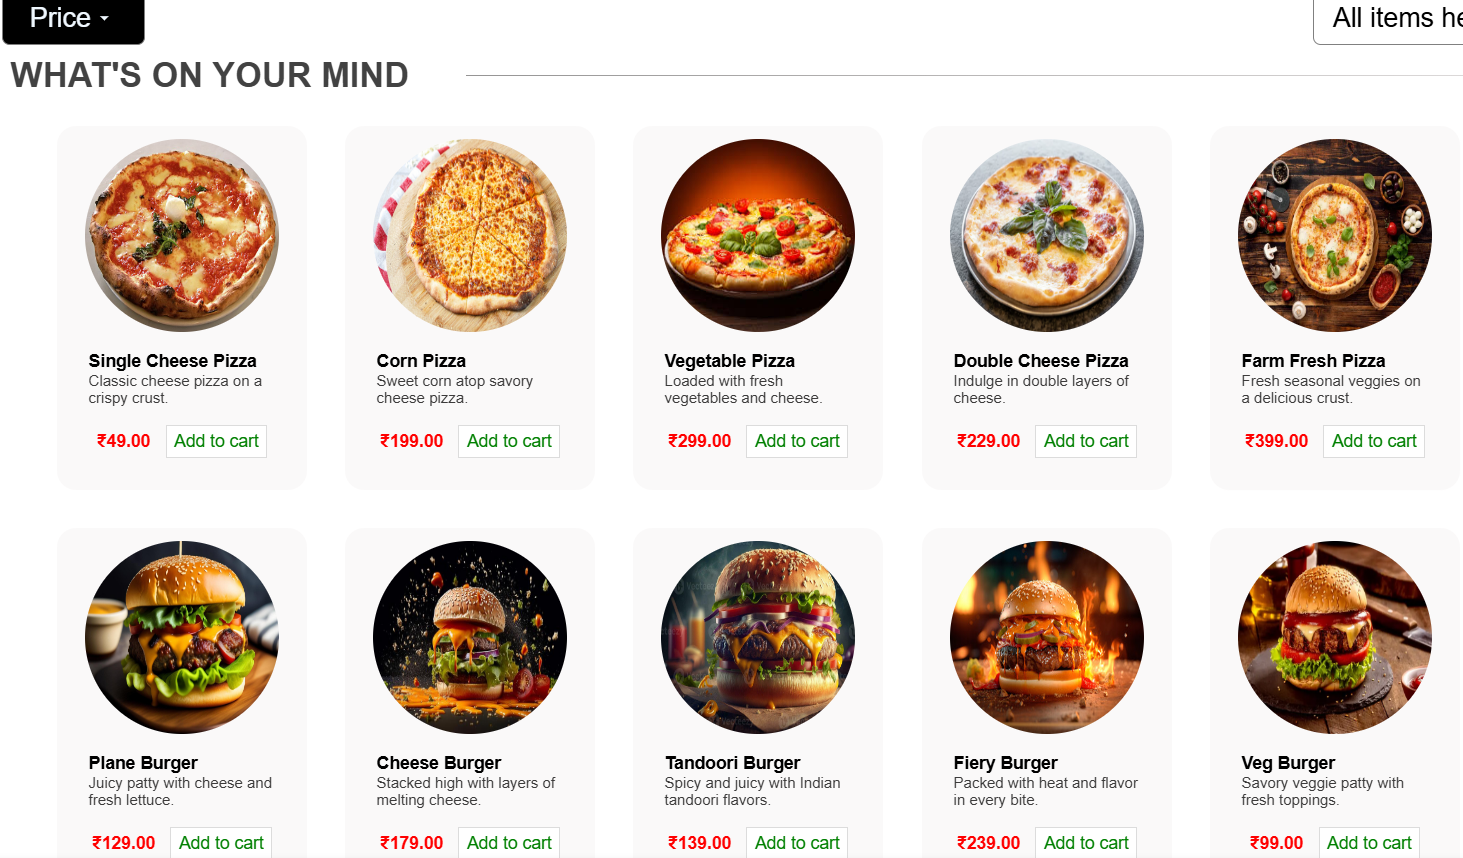 Price
All items he
WHAT'S ON YOUR MIND
Single Cheese Pizza
Classic cheese pizza on a
crispy crust.
₹49.00 Add to cart
Corn Pizza
Sweet corn atop savory
cheese pizza.
₹199.00 Add to cart
Vegetable Pizza
Loaded with fresh
vegetables and cheese.
₹299.00 Add to cart
Double Cheese Pizza
Indulge in double layers of
cheese.
₹229.00 Add to cart
Farm Fresh Pizza
Fresh seasonal veggies on
a delicious crust.
₹399.00 Add to cart
Plane Burger
Juicy patty with cheese and
fresh lettuce.
₹129.00 Add to cart
Cheese Burger
Stacked high with layers of
melting cheese.
₹179.00 Add to cart
Tandoori Burger
Spicy and juicy with Indian
tandoori flavors.
₹139.00 Add to cart
Fiery Burger
Packed with heat and flavor
in every bite.
₹239.00 Add to cart
Veg Burger
Savory veggie patty with
fresh toppings.
₹99.00 Add to cart